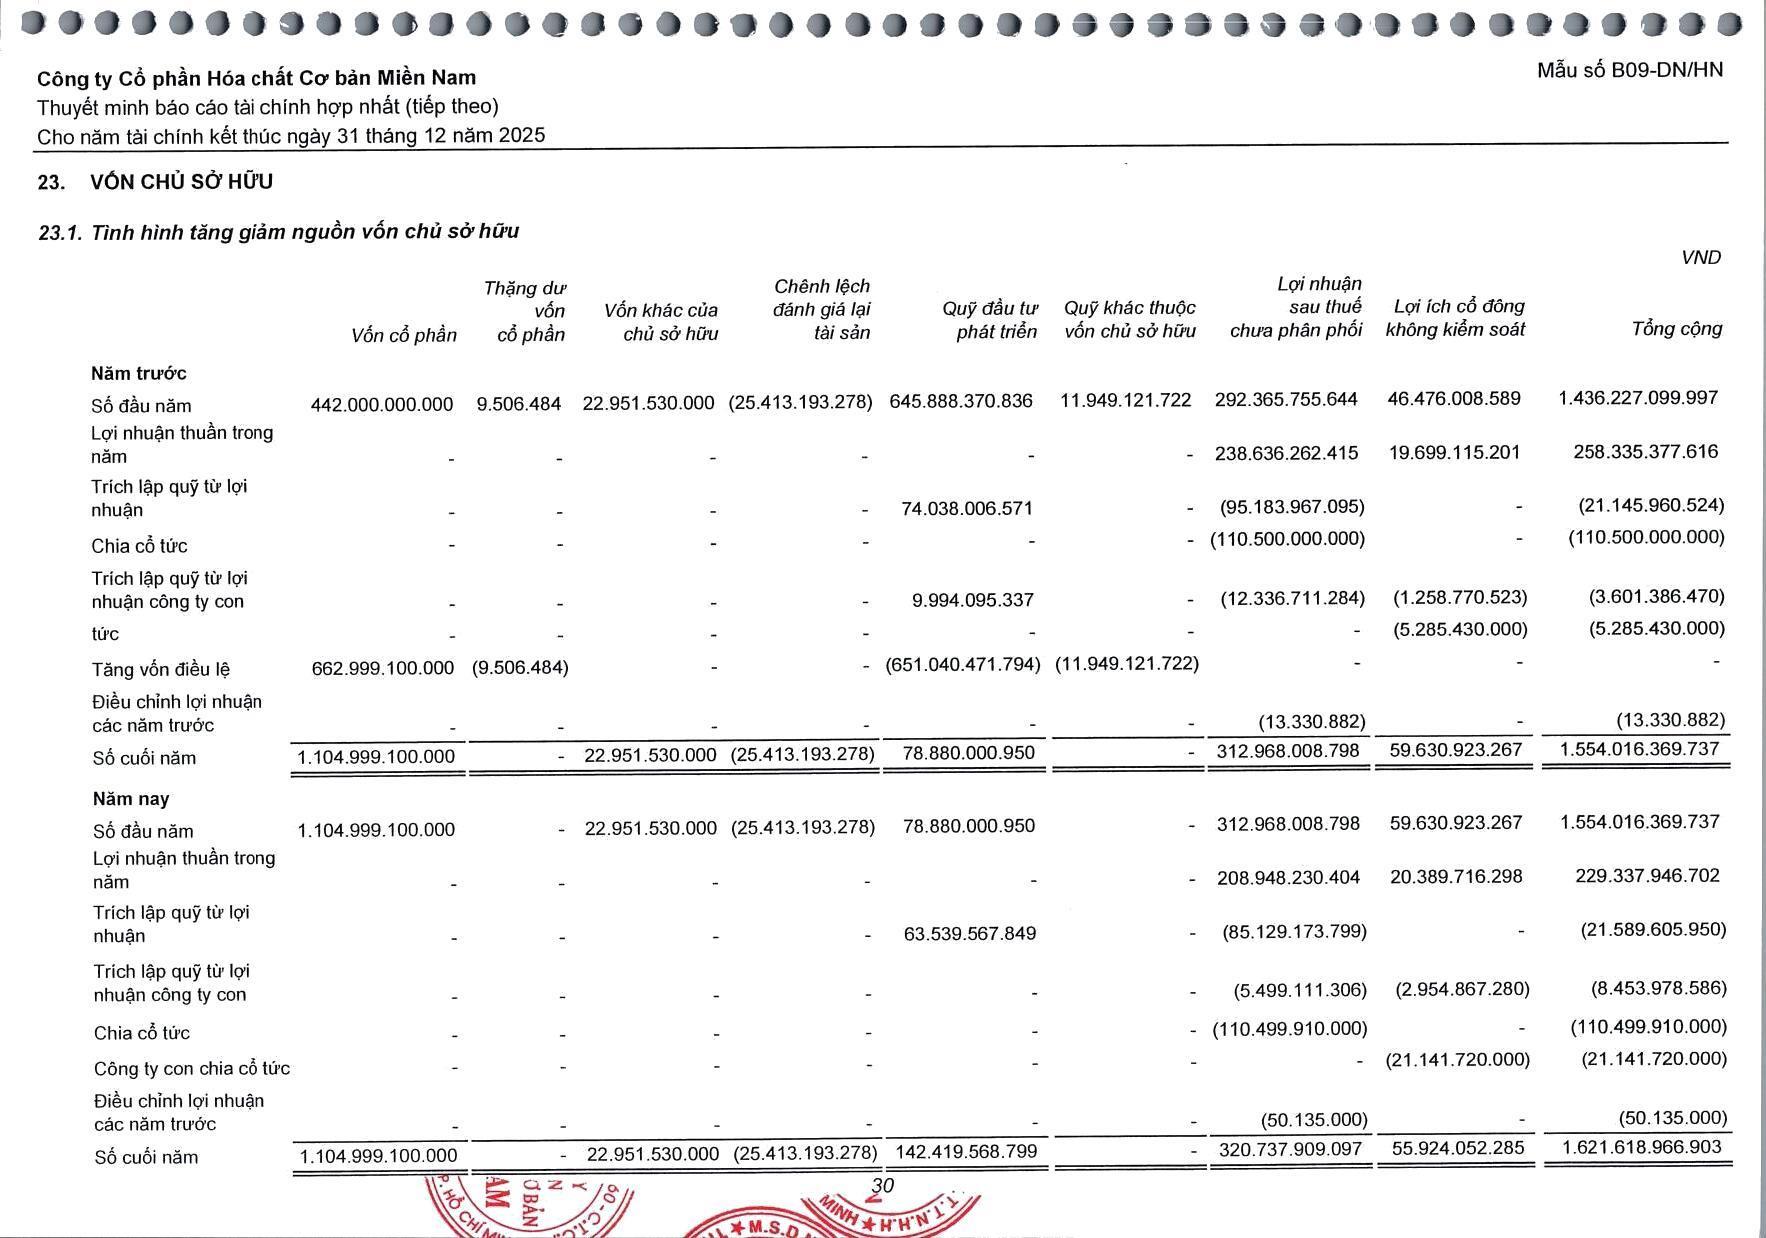 Công ty Cổ phần Hóa chất Cơ bản Miền Nam
Mẫu số B09-DN/HN
Thuyết minh báo cáo tài chính hợp nhất (tiếp theo)
Cho năm tài chính kết thúc ngày 31 tháng 12 năm 2025
23. VỐN CHỦ SỞ HỮU
23.1. Tình hình tăng giảm nguồn vốn chủ sở hữu
VND
Vốn cổ phần
Thặng dư
vốn
cổ phần
Vốn khác của
chủ sở hữu
Chênh lệch
đánh giá lại
tài sản
Quỹ đầu tư
phát triển
Quỹ khác thuộc
vốn chủ sở hữu
Lợi nhuận
sau thuế
chưa phân phối
Lợi ích cổ đông
không kiểm soát
Tổng cộng
Năm trước
Số đầu năm 442.000.000.000 9.506.484 22.951.530.000 (25.413.193.278) 645.888.370.836 11.949.121.722 292.365.755.644 46.476.008.589 1.436.227.099.997
Lợi nhuận thuần trong
năm - - - - - - 238.636.262.415 19.699.115.201 258.335.377.616
Trích lập quỹ từ lợi
nhuận - - - - 74.038.006.571 - (95.183.967.095) - (21.145.960.524)
Chia cổ tức - - - - - - (110.500.000.000) - (110.500.000.000)
Trích lập quỹ từ lợi
nhuận công ty con - - - - 9.994.095.337 - (12.336.711.284) (1.258.770.523) (3.601.386.470)
tức - - - - - - - (5.285.430.000) (5.285.430.000)
Tăng vốn điều lệ 662.999.100.000 (9.506.484) - - (651.040.471.794) (11.949.121.722) - - -
Điều chỉnh lợi nhuận
các năm trước - - - - - - (13.330.882) - (13.330.882)
Số cuối năm 1.104.999.100.000 - 22.951.530.000 (25.413.193.278) 78.880.000.950 - 312.968.008.798 59.630.923.267 1.554.016.369.737
Năm nay
Số đầu năm 1.104.999.100.000 - 22.951.530.000 (25.413.193.278) 78.880.000.950 - 312.968.008.798 59.630.923.267 1.554.016.369.737
Lợi nhuận thuần trong
năm - - - - - - 208.948.230.404 20.389.716.298 229.337.946.702
Trích lập quỹ từ lợi
nhuận - - - - 63.539.567.849 - (85.129.173.799) - (21.589.605.950)
Trích lập quỹ từ lợi
nhuận công ty con - - - - - - (5.499.111.306) (2.954.867.280) (8.453.978.586)
Chia cổ tức - - - - - - (110.499.910.000) - (110.499.910.000)
Công ty con chia cổ tức - - - - - - - (21.141.720.000) (21.141.720.000)
Điều chỉnh lợi nhuận
các năm trước - - - - - - (50.135.000) - (50.135.000)
Số cuối năm 1.104.999.100.000 - 22.951.530.000 (25.413.193.278) 142.419.568.799 - 320.737.909.097 55.924.052.285 1.621.618.966.903
30
P. HỒ CHÍ MI
ƠBẢN
AM
M.S.D
MINH ★ H.H.N.T.T